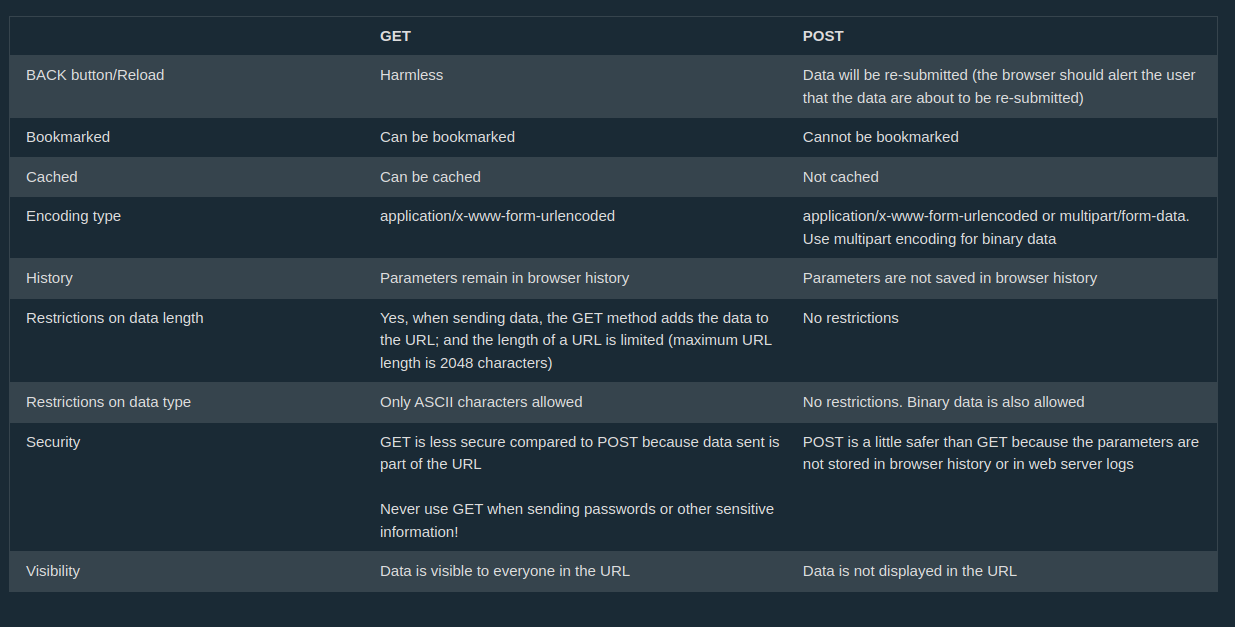 GET POST
BACK button/Reload Harmless Data will be re-submitted (the browser should alert the user
that the data are about to be re-submitted)
Bookmarked Can be bookmarked Cannot be bookmarked
Cached Can be cached Not cached
Encoding type application/x-www-form-urlencoded application/x-www-form-urlencoded or multipart/form-data.
Use multipart encoding for binary data
History Parameters remain in browser history Parameters are not saved in browser history
Restrictions on data length Yes, when sending data, the GET method adds the data to No restrictions
the URL; and the length of a URL is limited (maximum URL
length is 2048 characters)
Restrictions on data type Only ASCII characters allowed No restrictions. Binary data is also allowed
Security GET is less secure compared to POST because data sent is POST is a little safer than GET because the parameters are
part of the URL not stored in browser history or in web server logs
Never use GET when sending passwords or other sensitive
information!
Visibility Data is visible to everyone in the URL Data is not displayed in the URL